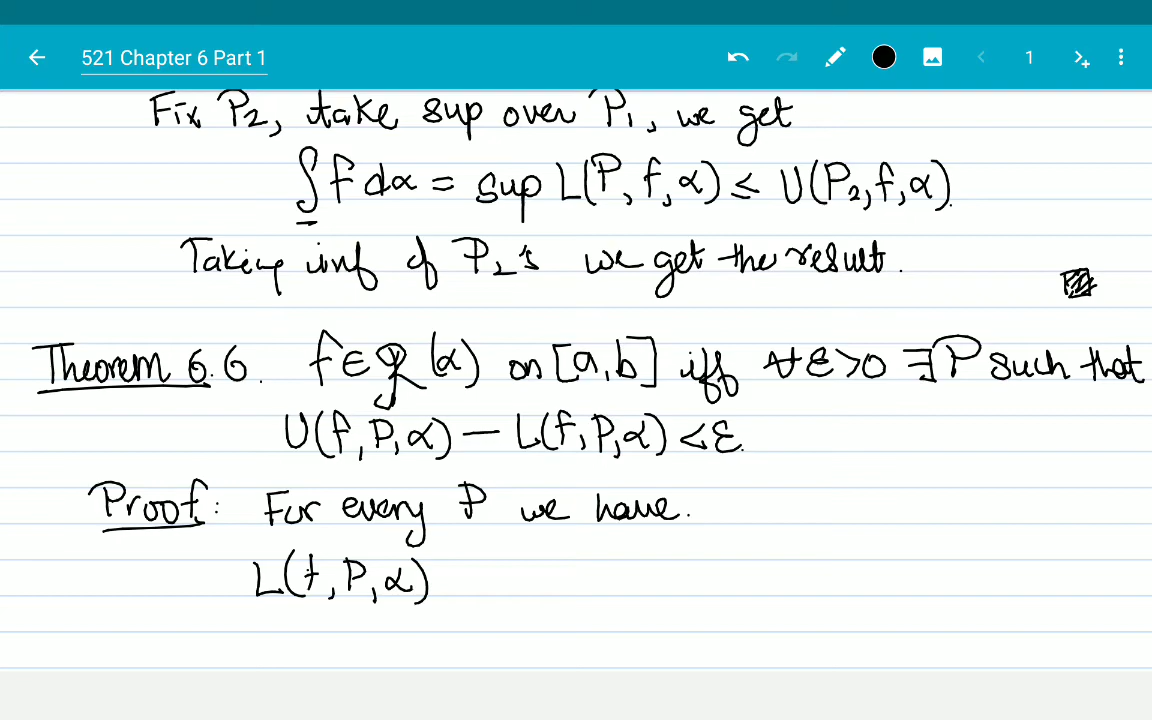 521 Chapter 6 Part 1
1
Fix P₂, take sup over P₁, we get
∫̲ f dα = sup L(P, f, α) ≤ U(P₂, f, α).
Taking inf of P₂'s we get the result.
Theorem 6.6. f ∈ ℛ(α) on [a, b] iff ∀ ε > 0 ∃ P such that
U(f, P, α) − L(f, P, α) < ε.
Proof: For every P we have.
L(f, P, α)